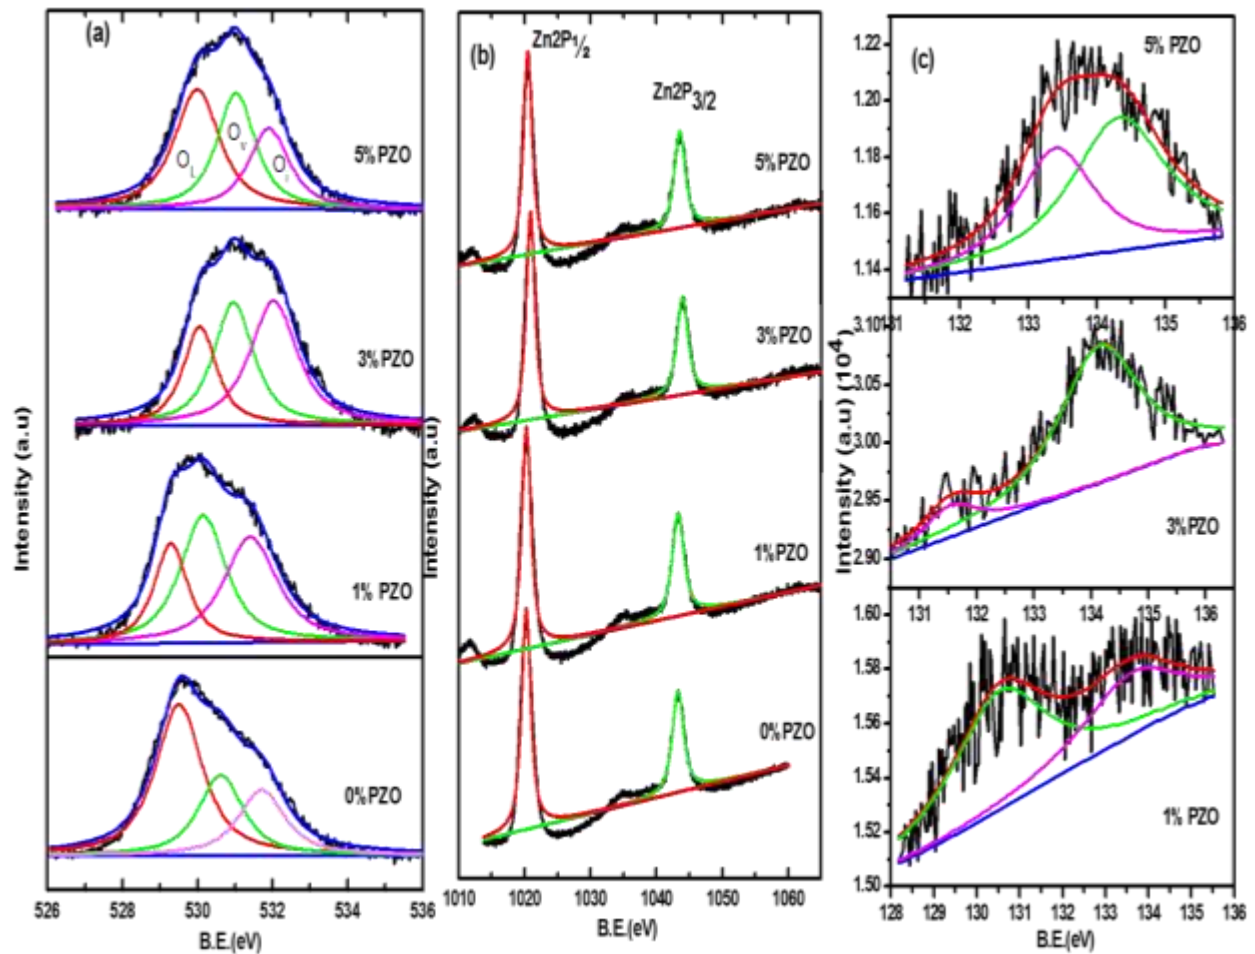 (a)
O_L
O_V
O_i
5% PZO
3% PZO
1% PZO
0% PZO
Intensity (a.u)
526 528 530 532 534 536
B.E.(eV)
(b)
Zn2P½
Zn2P3/2
5% PZO
3% PZO
1% PZO
0% PZO
Intensity (a.u)
1010 1020 1030 1040 1050 1060
B.E.(eV)
(c)
5% PZO
1.22
1.20
1.18
1.16
1.14
131 132 133 134 135 136
Intensity (a.u) (10⁴)
3.10
3.05
3.00
2.95
2.90
3%PZO
131 132 133 134 135 136
1.60
1.58
1.56
1.54
1.52
1.50
1% PZO
128 129 130 131 132 133 134 135 136
B.E.(eV)